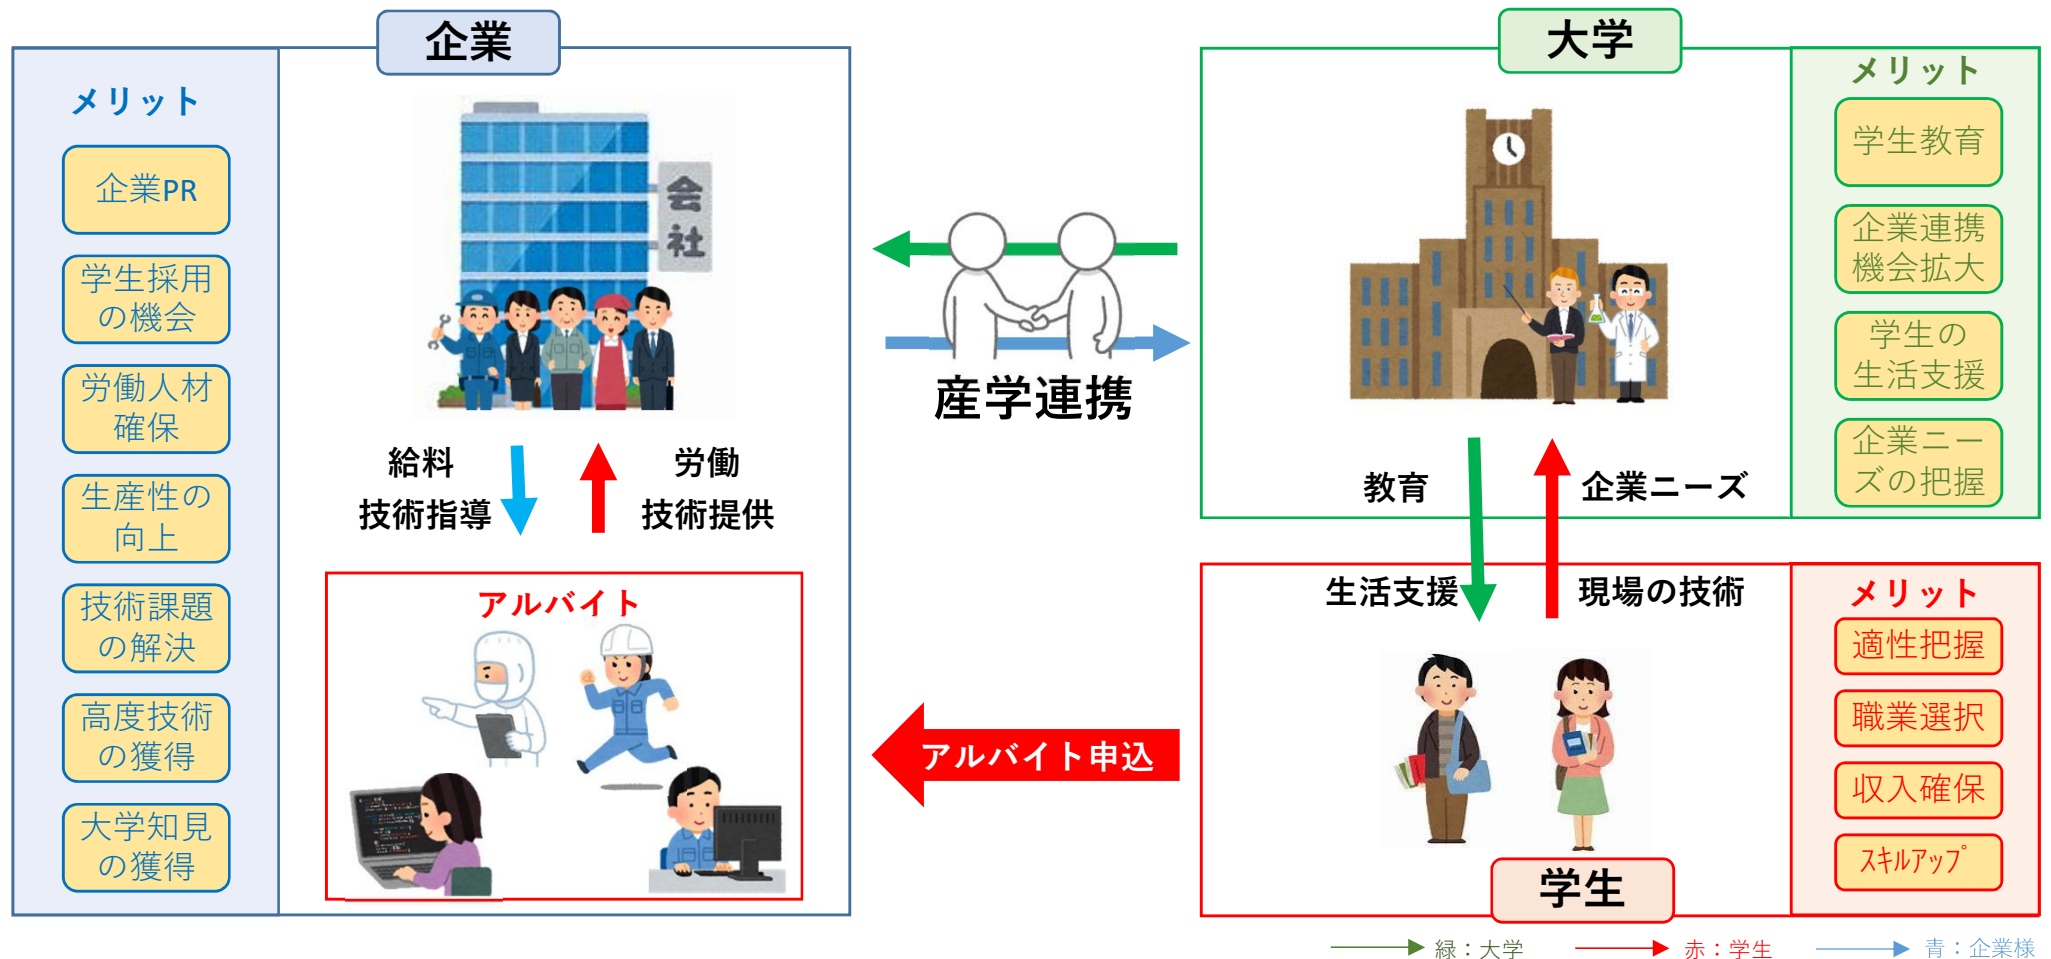 企業
メリット
企業PR
学生採用
の機会
労働人材
確保
生産性の
向上
技術課題
の解決
高度技術
の獲得
大学知見
の獲得
会
社
給料
技術指導
労働
技術提供
アルバイト
産学連携
アルバイト申込
大学
メリット
学生教育
企業連携
機会拡大
学生の
生活支援
企業ニー
ズの把握
教育
企業ニーズ
生活支援
現場の技術
学生
メリット
適性把握
職業選択
収入確保
ｽｷﾙｱｯﾌﾟ
緑：大学
赤：学生
青：企業様